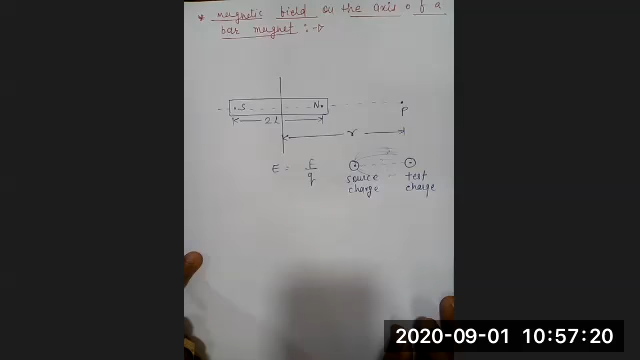 * magnetic field on the axis of a
bar magnet :->
S N
2L
P
r
E = F/q
source charge
test charge
2020-09-01 10:57:20